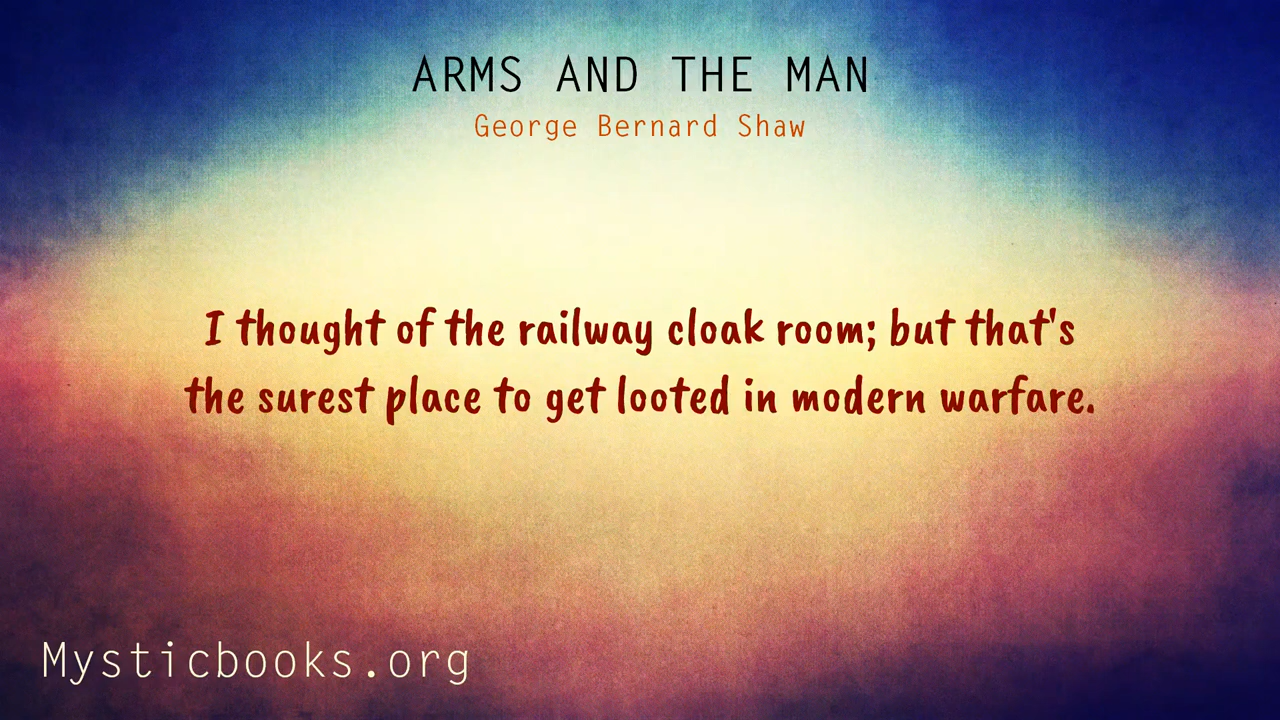 ARMS AND THE MAN
George Bernard Shaw
I thought of the railway cloak room; but that's
the surest place to get looted in modern warfare.
Mysticbooks.org